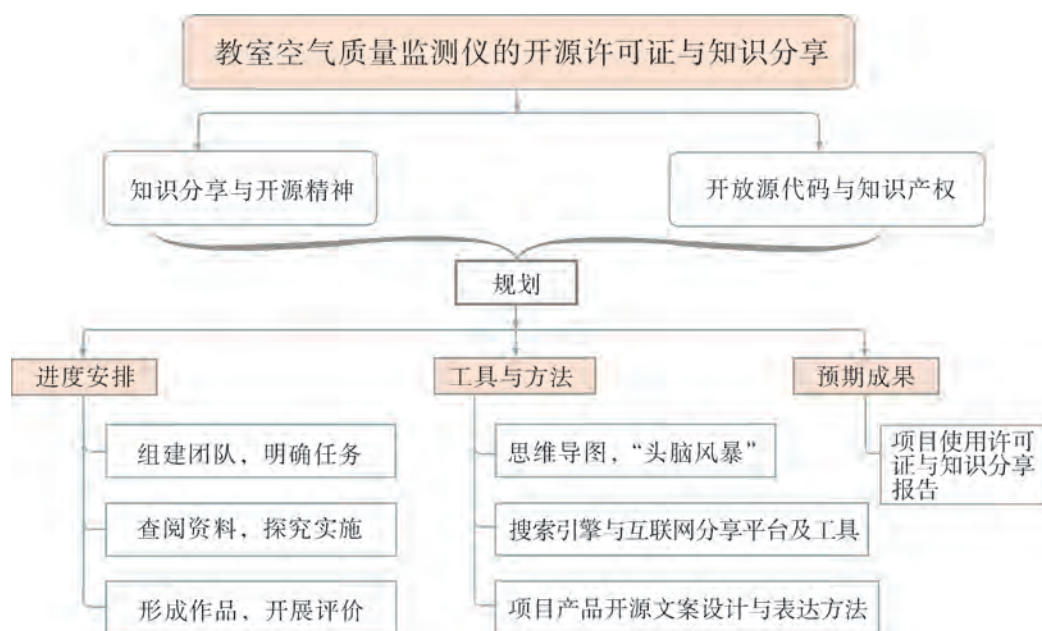 教室空气质量监测仪的开源许可证与知识分享
知识分享与开源精神
开放源代码与知识产权
规划
进度安排
组建团队，明确任务
查阅资料，探究实施
形成作品，开展评价
工具与方法
思维导图，“头脑风暴”
搜索引擎与互联网分享平台及工具
项目产品开源文案设计与表达方法
预期成果
项目使用许可
证与知识分享
报告